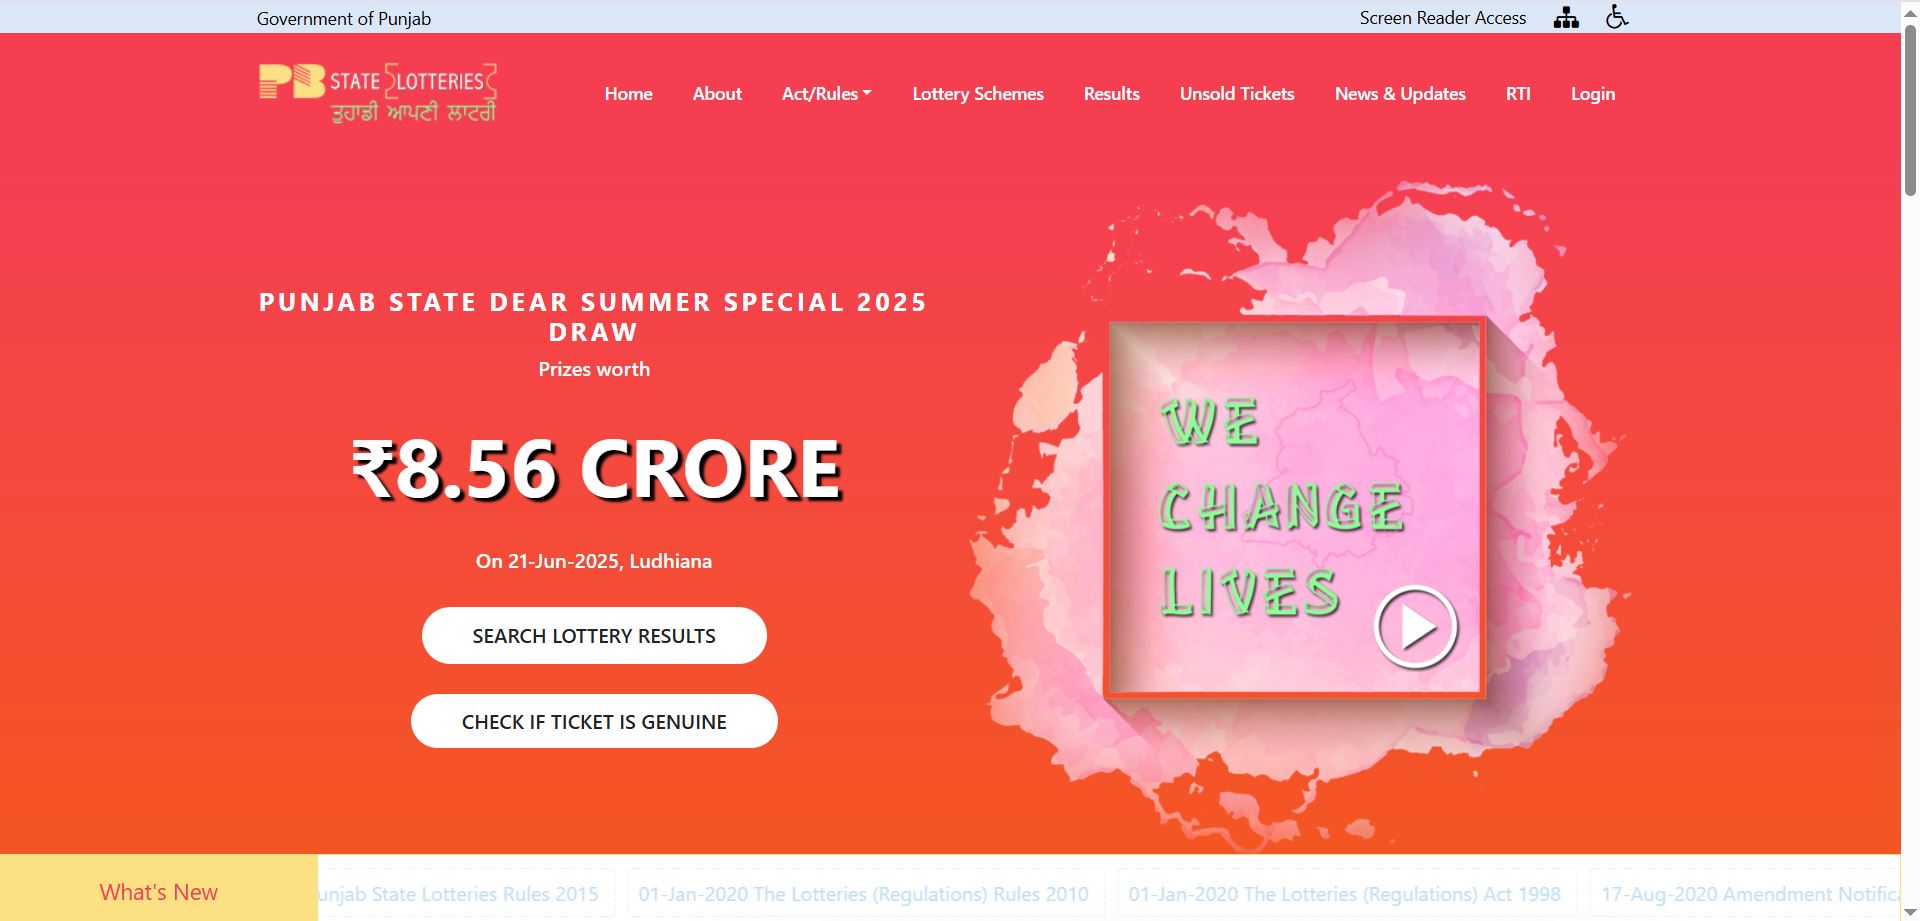 Government of Punjab
Screen Reader Access
PB STATE LOTTERIES
ਤੁਹਾਡੀ ਆਪਣੀ ਲਾਟਰੀ
Home About Act/Rules Lottery Schemes Results Unsold Tickets News & Updates RTI Login
PUNJAB STATE DEAR SUMMER SPECIAL 2025
DRAW
Prizes worth
₹8.56 CRORE
On 21-Jun-2025, Ludhiana
SEARCH LOTTERY RESULTS
CHECK IF TICKET IS GENUINE
WE
CHANGE
LIVES
What's New
unjab State Lotteries Rules 2015
01-Jan-2020 The Lotteries (Regulations) Rules 2010
01-Jan-2020 The Lotteries (Regulations) Act 1998
17-Aug-2020 Amendment Notific